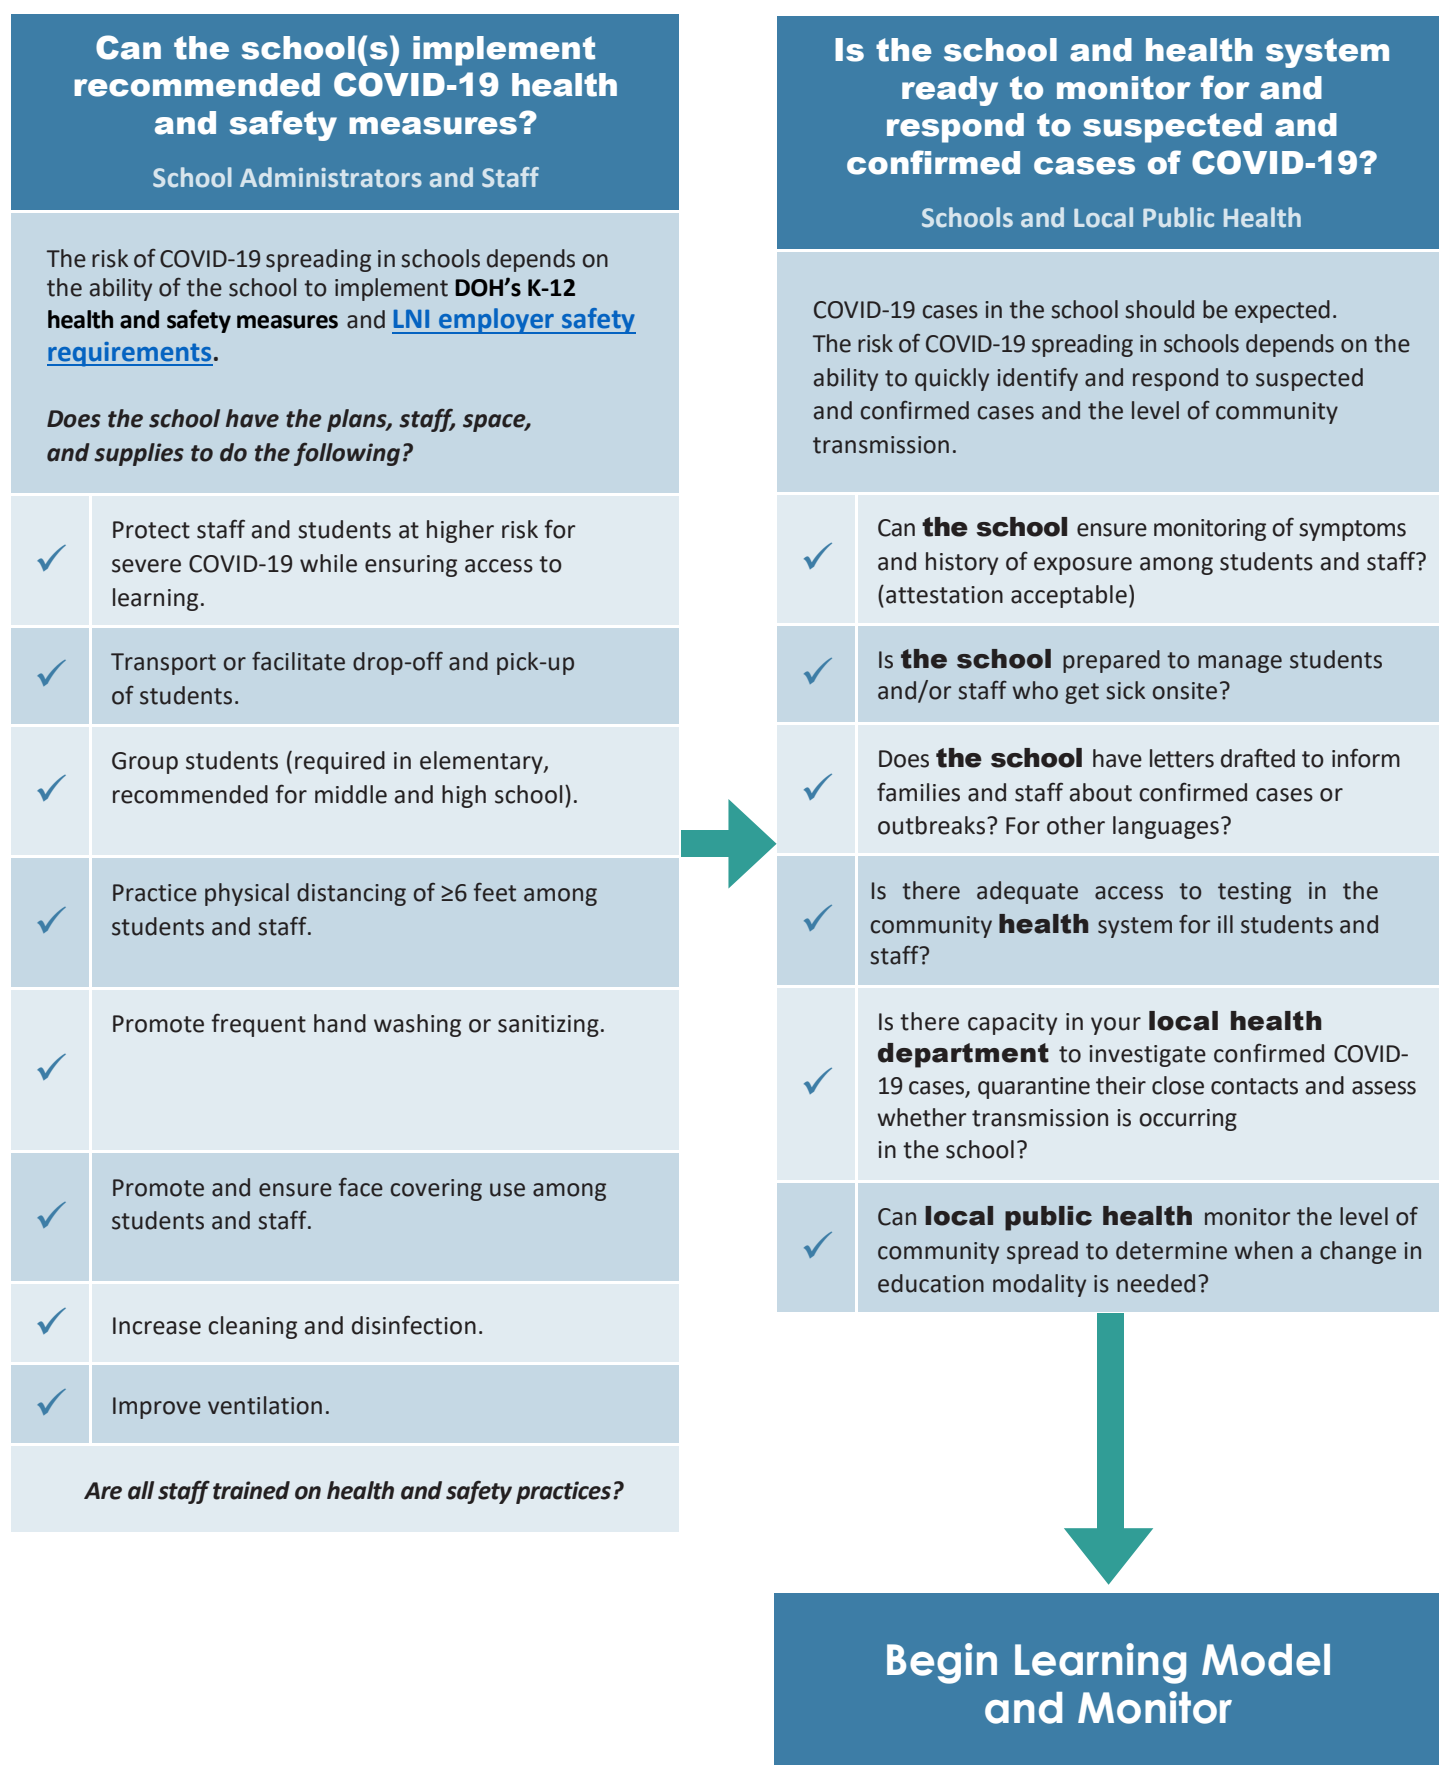 Can the school(s) implement
recommended COVID-19 health
and safety measures?
School Administrators and Staff
The risk of COVID-19 spreading in schools depends on
the ability of the school to implement DOH's K-12
health and safety measures and LNI employer safety
requirements.
Does the school have the plans, staff, space,
and supplies to do the following?
Protect staff and students at higher risk for
severe COVID-19 while ensuring access to
learning.
Transport or facilitate drop-off and pick-up
of students.
Group students (required in elementary,
recommended for middle and high school).
Practice physical distancing of ≥6 feet among
students and staff.
Promote frequent hand washing or sanitizing.
Promote and ensure face covering use among
students and staff.
Increase cleaning and disinfection.
Improve ventilation.
Are all staff trained on health and safety practices?
Is the school and health system
ready to monitor for and
respond to suspected and
confirmed cases of COVID-19?
Schools and Local Public Health
COVID-19 cases in the school should be expected.
The risk of COVID-19 spreading in schools depends on the
ability to quickly identify and respond to suspected
and confirmed cases and the level of community
transmission.
Can the school ensure monitoring of symptoms
and history of exposure among students and staff?
(attestation acceptable)
Is the school prepared to manage students
and/or staff who get sick onsite?
Does the school have letters drafted to inform
families and staff about confirmed cases or
outbreaks? For other languages?
Is there adequate access to testing in the
community health system for ill students and
staff?
Is there capacity in your local health
department to investigate confirmed COVID-
19 cases, quarantine their close contacts and assess
whether transmission is occurring
in the school?
Can local public health monitor the level of
community spread to determine when a change in
education modality is needed?
Begin Learning Model
and Monitor